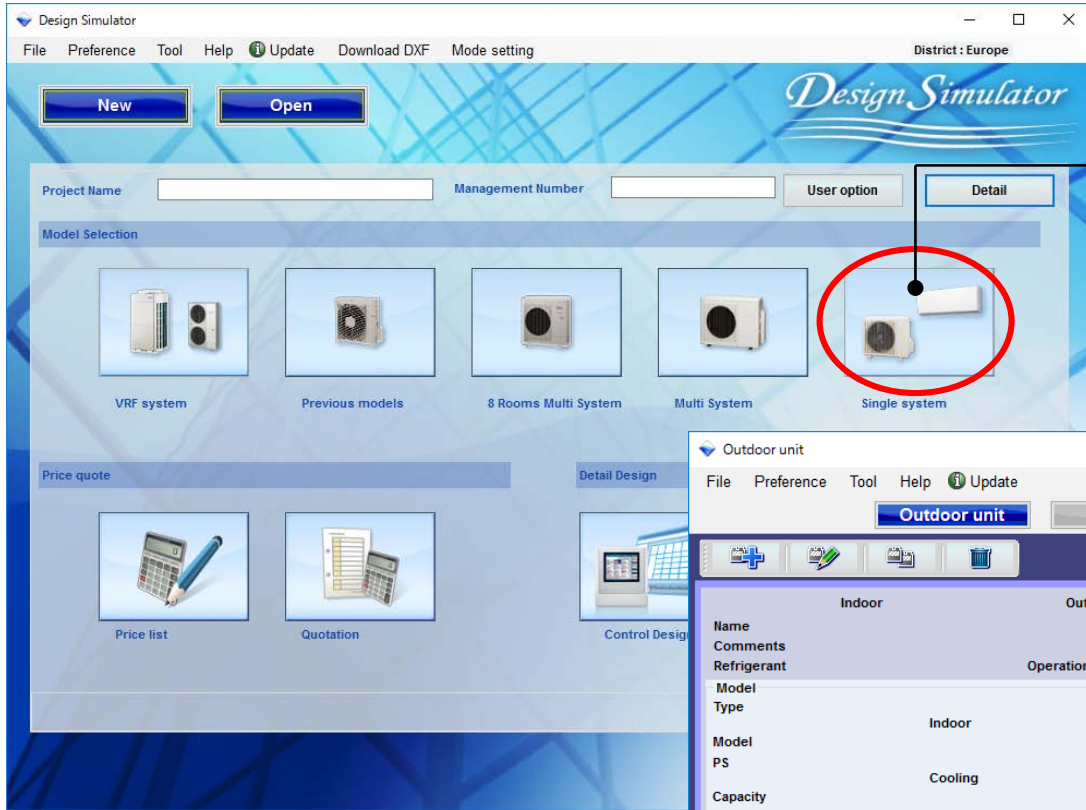 Design Simulator
File Preference Tool Help Update Download DXF Mode setting District : Europe
New Open Design Simulator
Project Name Management Number User option Detail
Model Selection
VRF system Previous models 8 Rooms Multi System Multi System Single system
Price quote Detail Design
Price list Quotation Control Design
Outdoor unit
File Preference Tool Help Update
Outdoor unit
Indoor Out
Name
Comments
Refrigerant Operation
Model
Type
Indoor
Model
PS
Cooling
Capacity